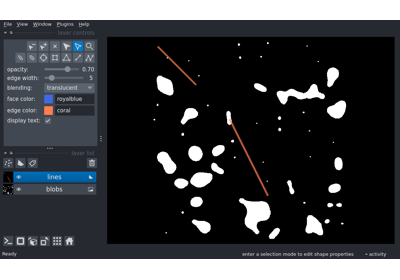 File View Window Plugins Help
layer controls
opacity: 0.70
edge width: 5
blending: translucent
face color: royalblue
edge color: coral
display text:
layer list
lines
blobs
Ready enter a selection mode to edit shape properties activity